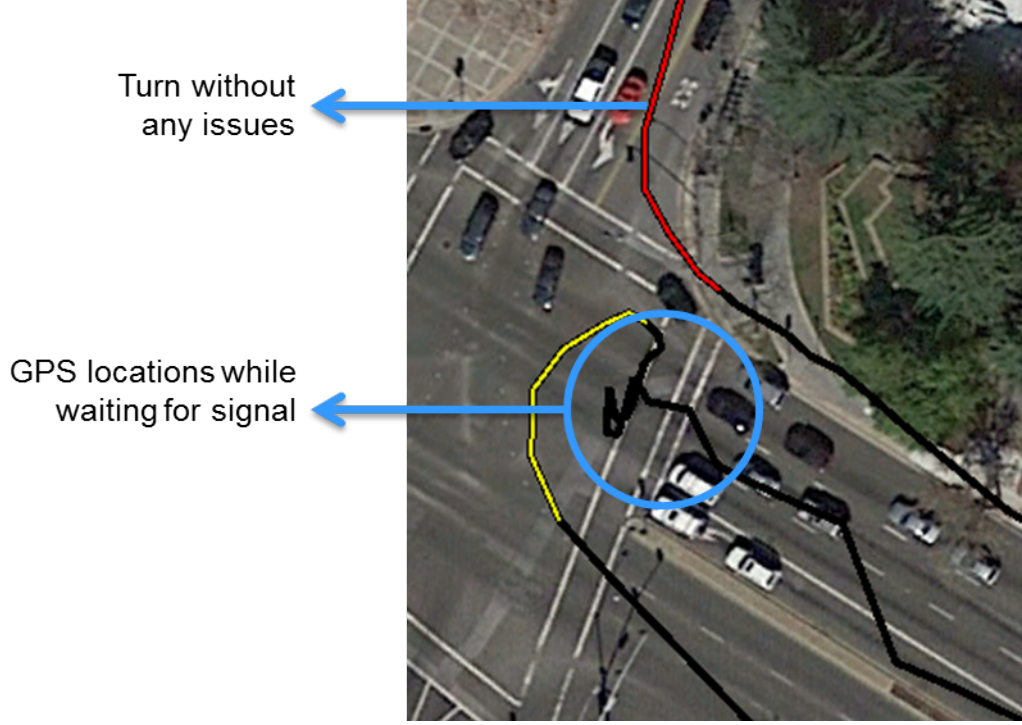 Turn without
any issues
GPS locations while
waiting for signal